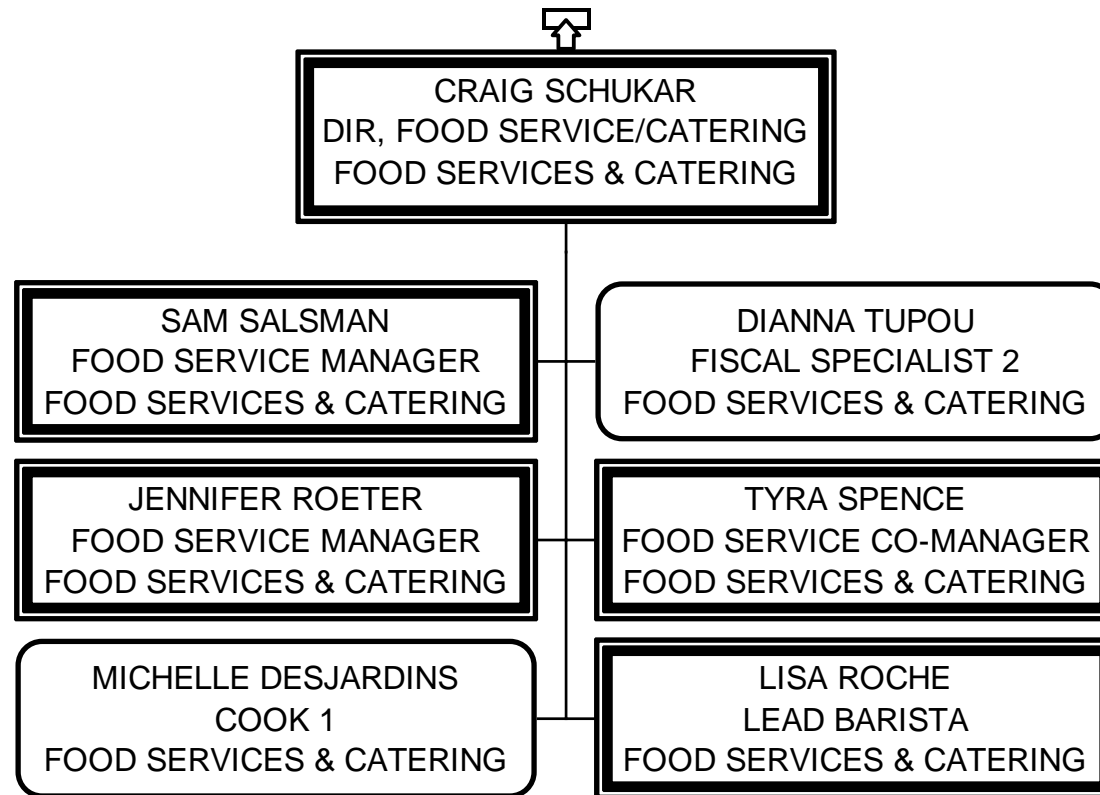 CRAIG SCHUKAR
DIR, FOOD SERVICE/CATERING
FOOD SERVICES & CATERING
SAM SALSMAN
FOOD SERVICE MANAGER
FOOD SERVICES & CATERING
DIANNA TUPOU
FISCAL SPECIALIST 2
FOOD SERVICES & CATERING
JENNIFER ROETER
FOOD SERVICE MANAGER
FOOD SERVICES & CATERING
TYRA SPENCE
FOOD SERVICE CO-MANAGER
FOOD SERVICES & CATERING
MICHELLE DESJARDINS
COOK 1
FOOD SERVICES & CATERING
LISA ROCHE
LEAD BARISTA
FOOD SERVICES & CATERING